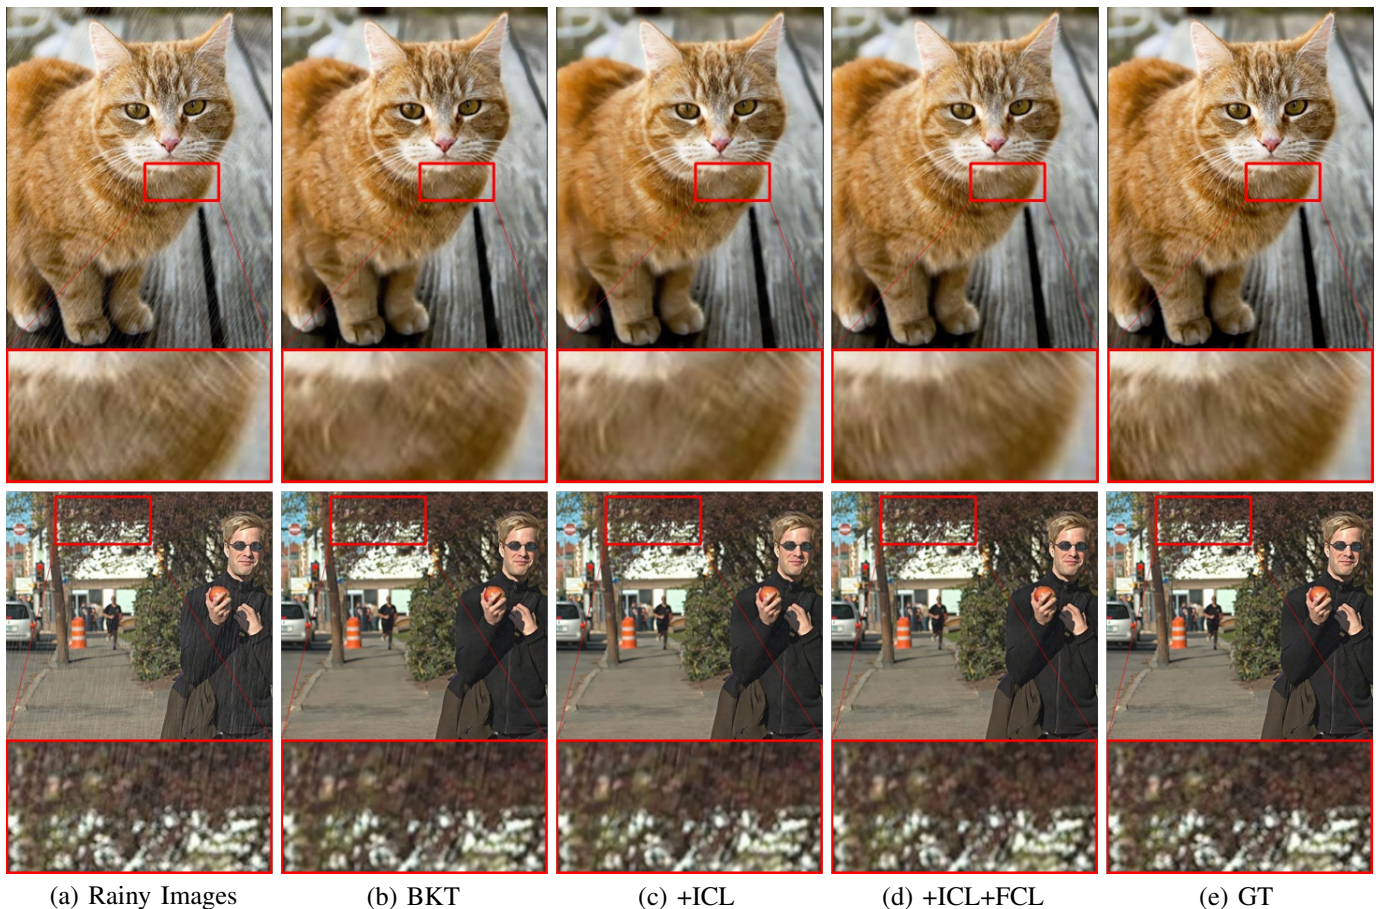 (a) Rainy Images
(b) BKT
(c) +ICL
(d) +ICL+FCL
(e) GT